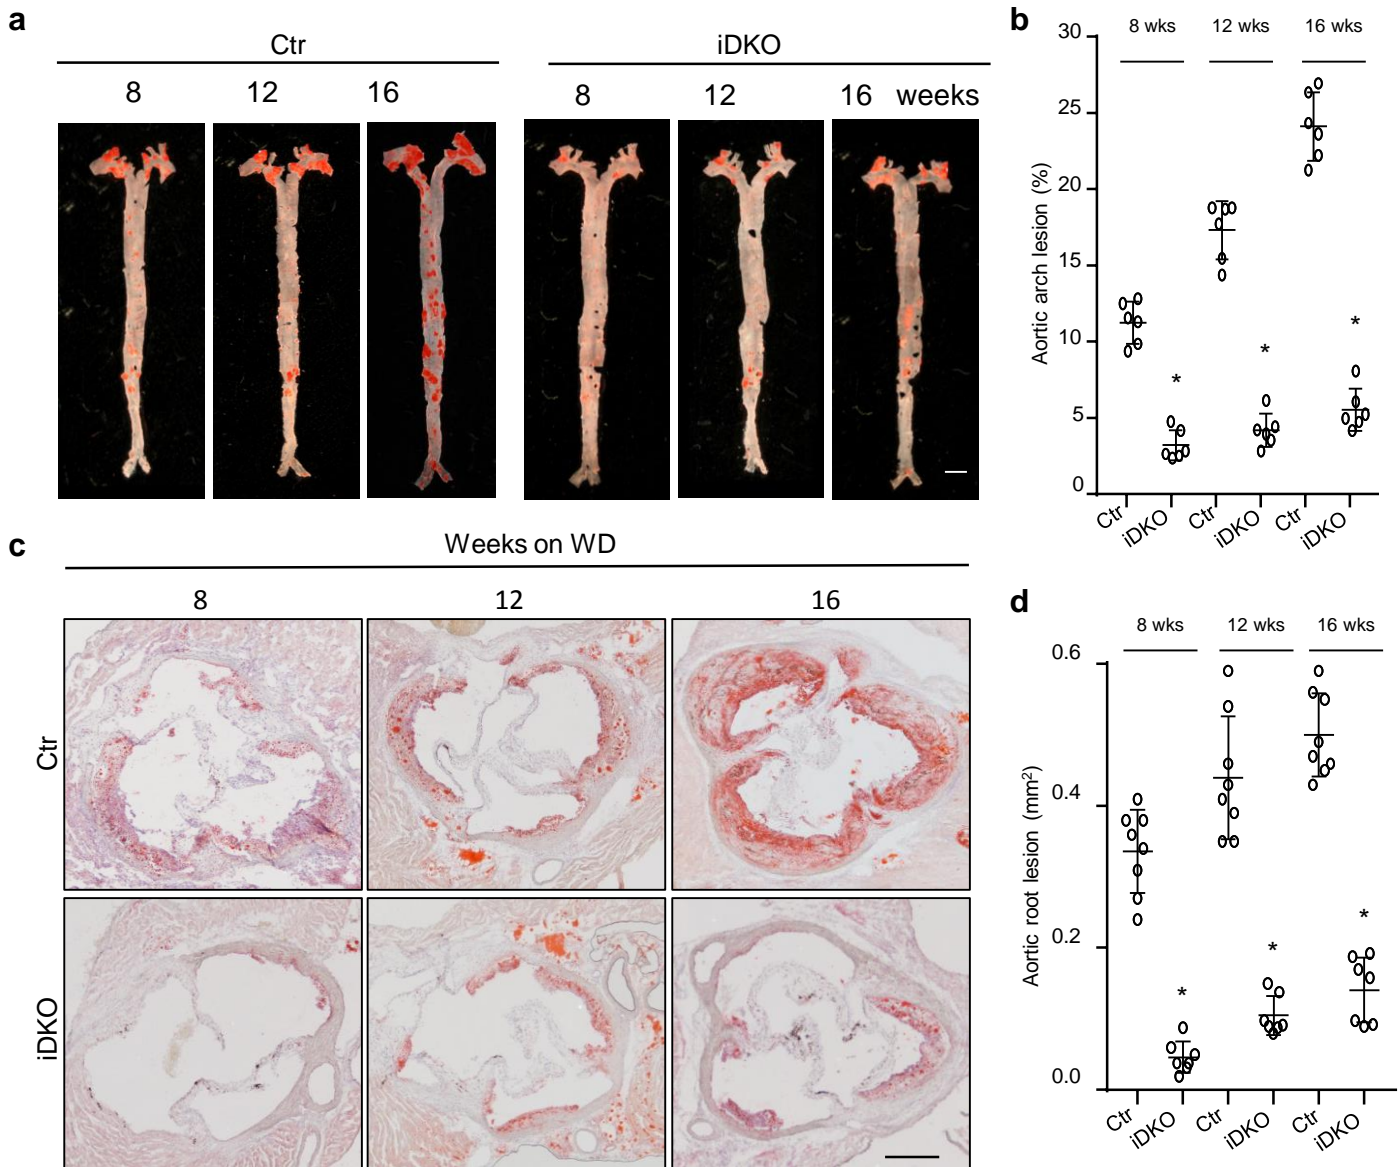 a
Ctr
iDKO
8
12
16
8
12
16 weeks
b
8 wks
12 wks
16 wks
Aortic arch lesion (%)
30
25
20
15
10
5
0
*
*
*
Ctr
iDKO
Ctr
iDKO
Ctr
iDKO
c
Weeks on WD
8
12
16
Ctr
iDKO
d
8 wks
12 wks
16 wks
Aortic root lesion (mm²)
0.6
0.4
0.2
0.0
*
*
*
Ctr
iDKO
Ctr
iDKO
Ctr
iDKO